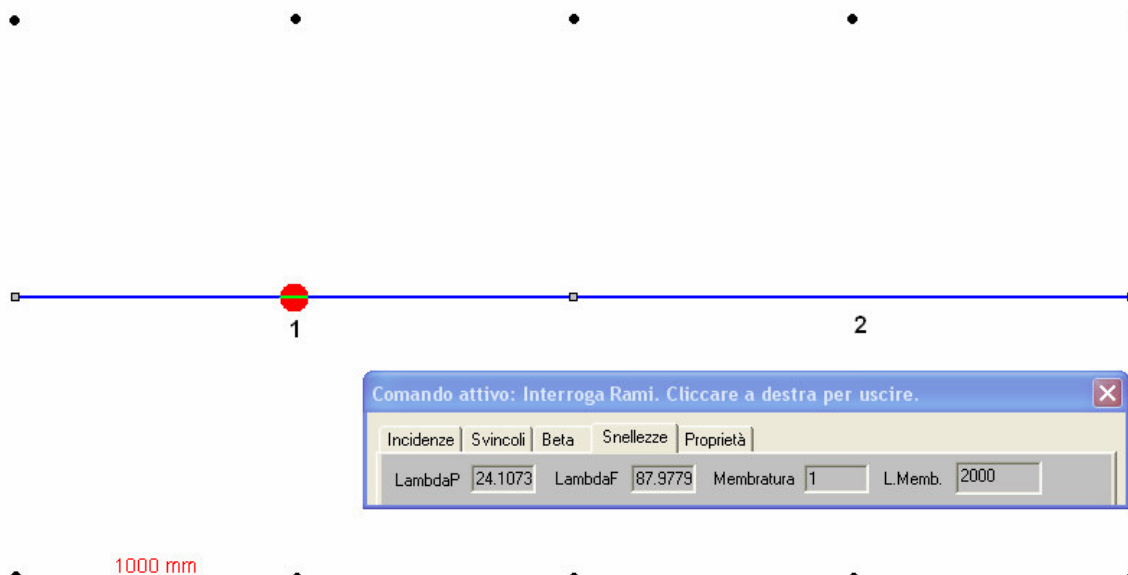 1
2
Comando attivo: Interroga Rami. Cliccare a destra per uscire.
Incidenze Svincoli Beta Snellezze Proprietà
LambdaP 24.1073 LambdaF 87.9779 Membratura 1 L.Memb. 2000
1000 mm